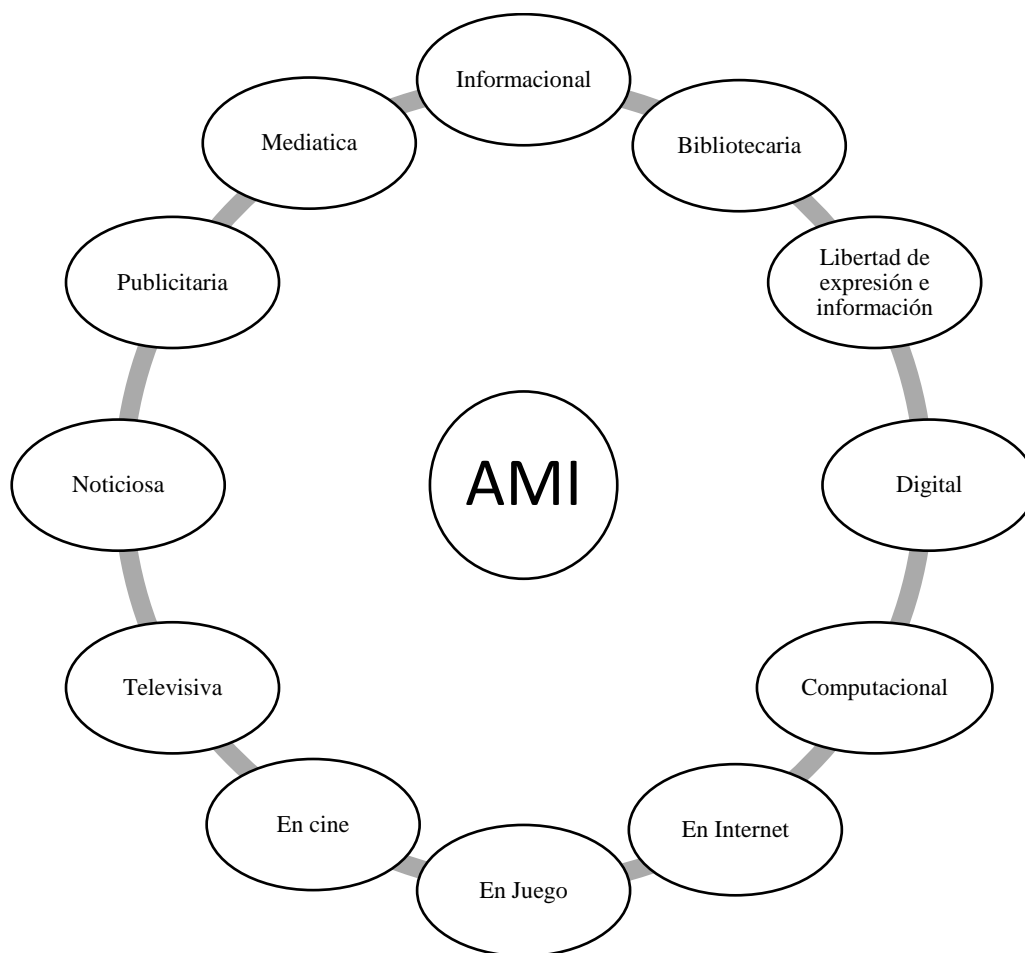 Informacional
Bibliotecaria
Libertad de
expresión e
información
Digital
Computacional
En Internet
En Juego
En cine
Televisiva
Noticiosa
Publicitaria
Mediatica
AMI